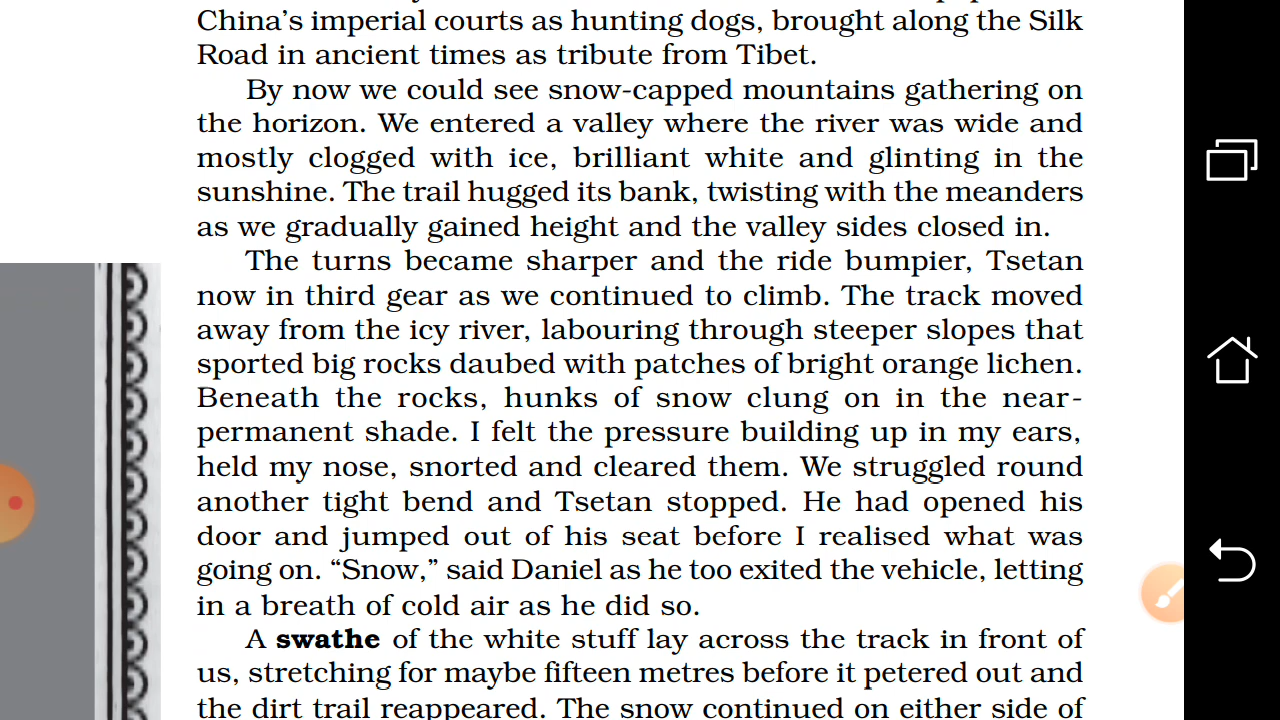 China’s imperial courts as hunting dogs, brought along the Silk
Road in ancient times as tribute from Tibet.
By now we could see snow-capped mountains gathering on
the horizon. We entered a valley where the river was wide and
mostly clogged with ice, brilliant white and glinting in the
sunshine. The trail hugged its bank, twisting with the meanders
as we gradually gained height and the valley sides closed in.
The turns became sharper and the ride bumpier, Tsetan
now in third gear as we continued to climb. The track moved
away from the icy river, labouring through steeper slopes that
sported big rocks daubed with patches of bright orange lichen.
Beneath the rocks, hunks of snow clung on in the near-
permanent shade. I felt the pressure building up in my ears,
held my nose, snorted and cleared them. We struggled round
another tight bend and Tsetan stopped. He had opened his
door and jumped out of his seat before I realised what was
going on. “Snow,” said Daniel as he too exited the vehicle, letting
in a breath of cold air as he did so.
A swathe of the white stuff lay across the track in front of
us, stretching for maybe fifteen metres before it petered out and
the dirt trail reappeared. The snow continued on either side of